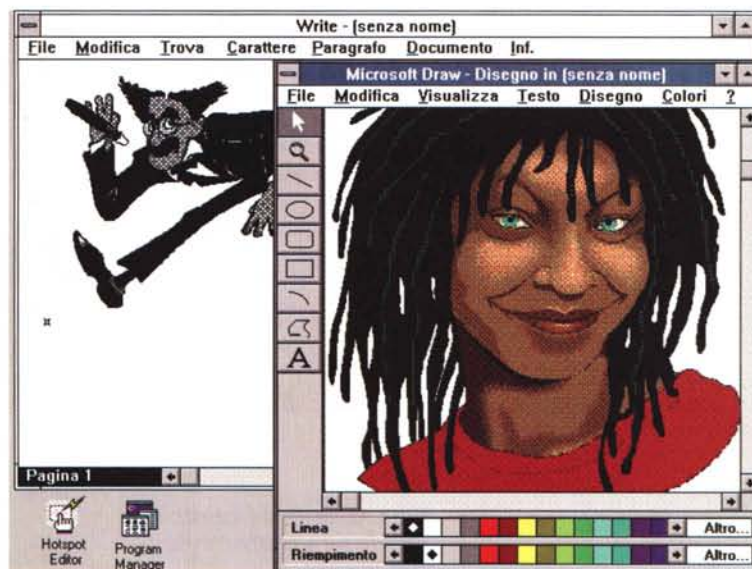 Write - (senza nome)
File Modifica Trova Carattere Paragrafo Documento Inf.
Microsoft Draw - Disegno in (senza nome)
File Modifica Visualizza Testo Disegno Colori ?
A
Pagina 1
Hotspot
Editor
Program
Manager
Linea Altro...
Riempimento Altro...